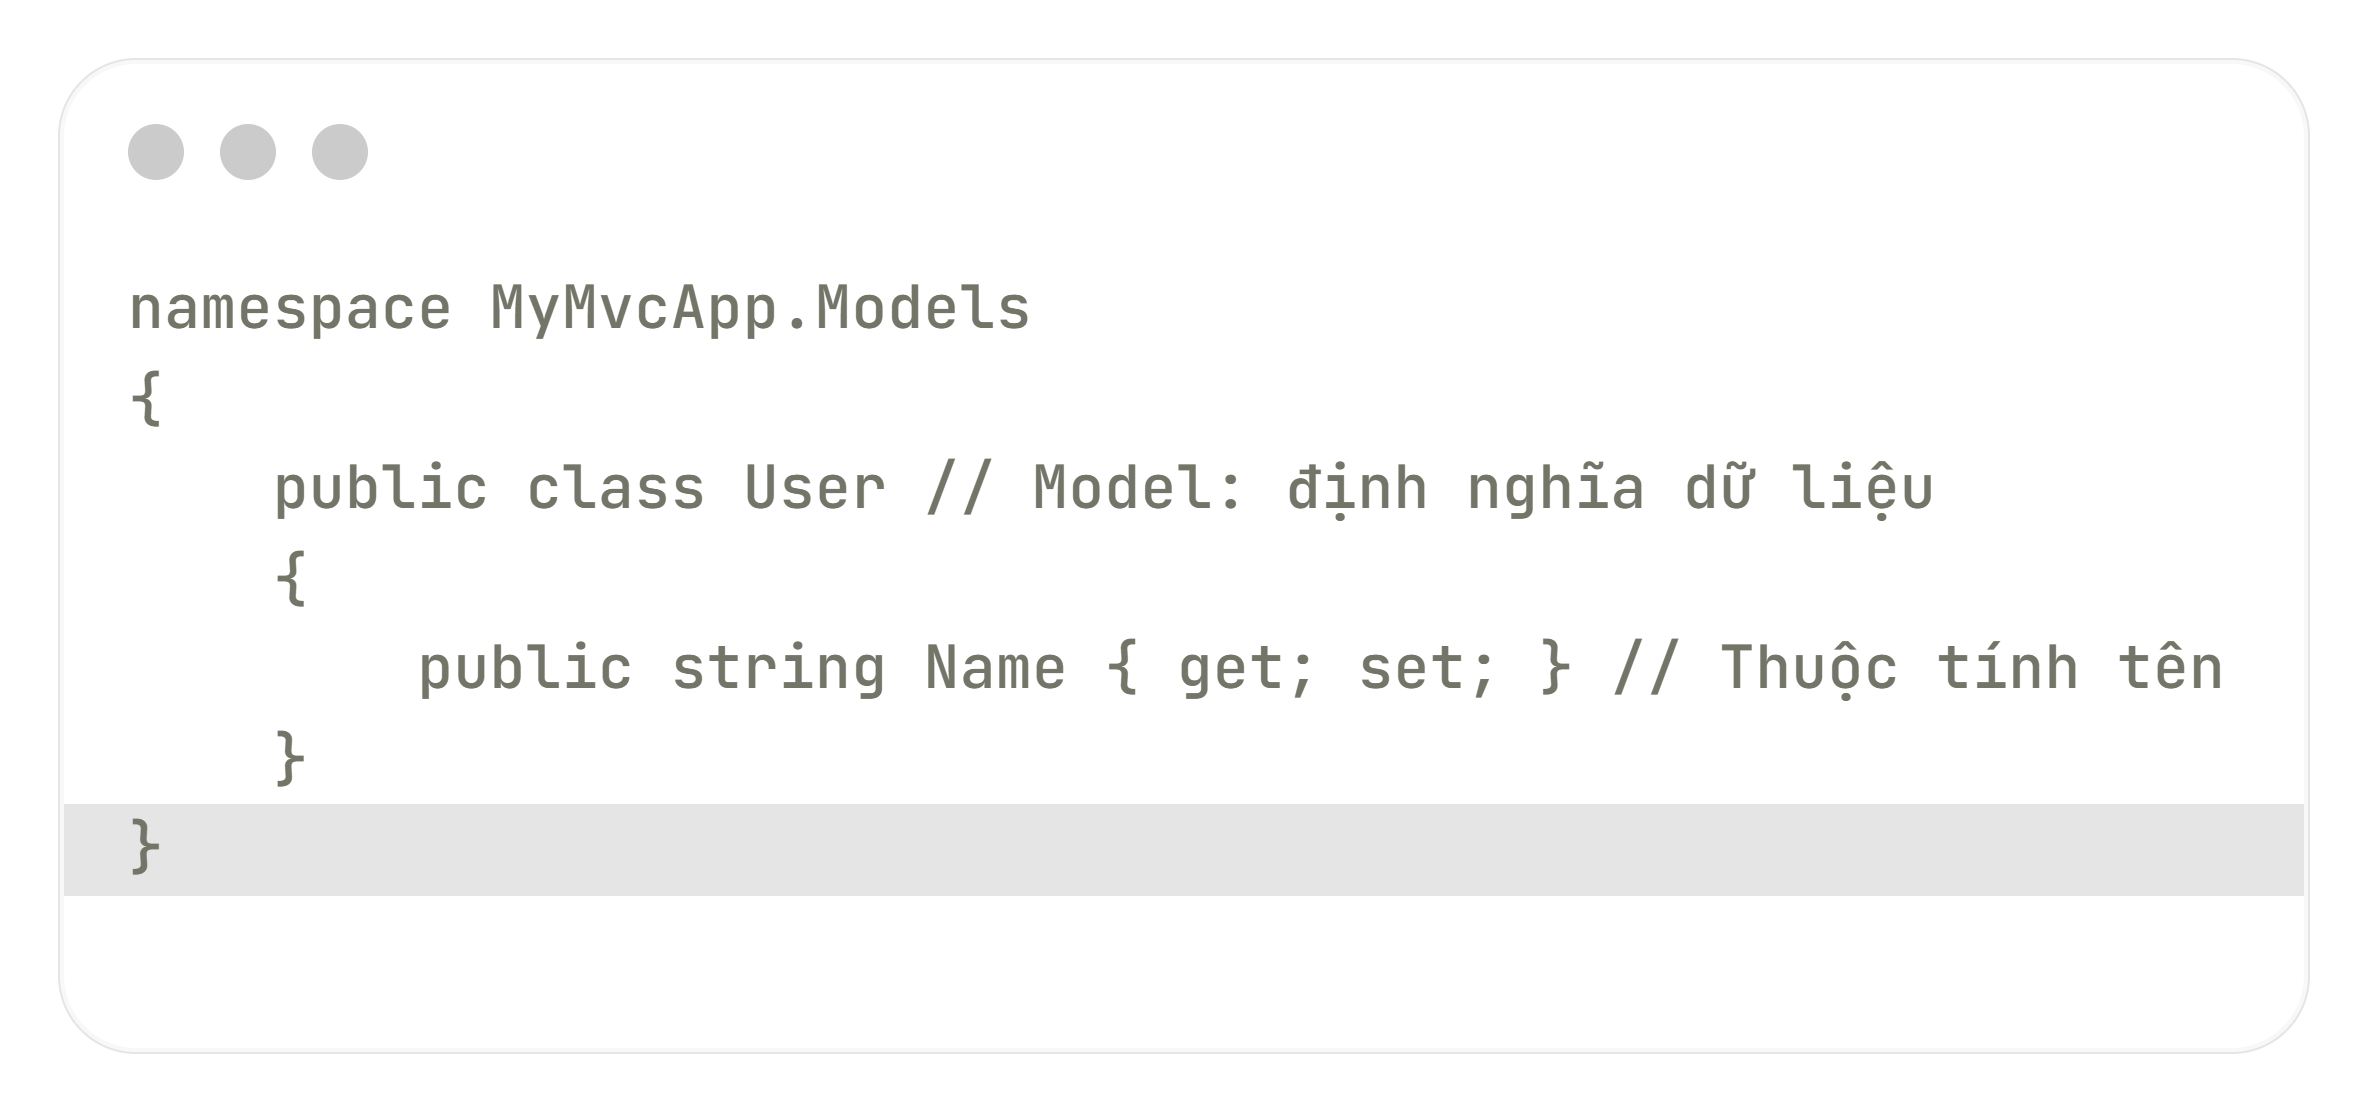 namespace MyMvcApp.Models
{
    public class User // Model: định nghĩa dữ liệu
    {
        public string Name { get; set; } // Thuộc tính tên
    }
}